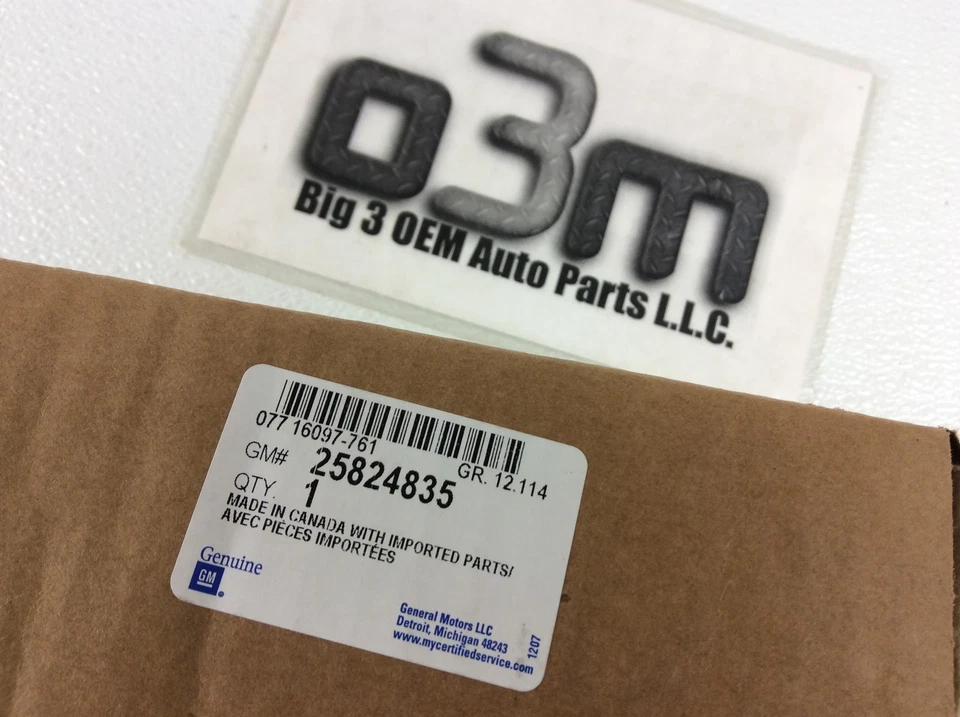 o3m
Big 3 OEM Auto Parts L.L.C.
077 16097-761
GR. 12.114
GM# 25824835
QTY. 1
MADE IN CANADA WITH IMPORTED PARTS/
AVEC PIÈCES IMPORTÉES
Genuine
GM
General Motors LLC
Detroit, Michigan 48243
www.mycertifiedservice.com
1207